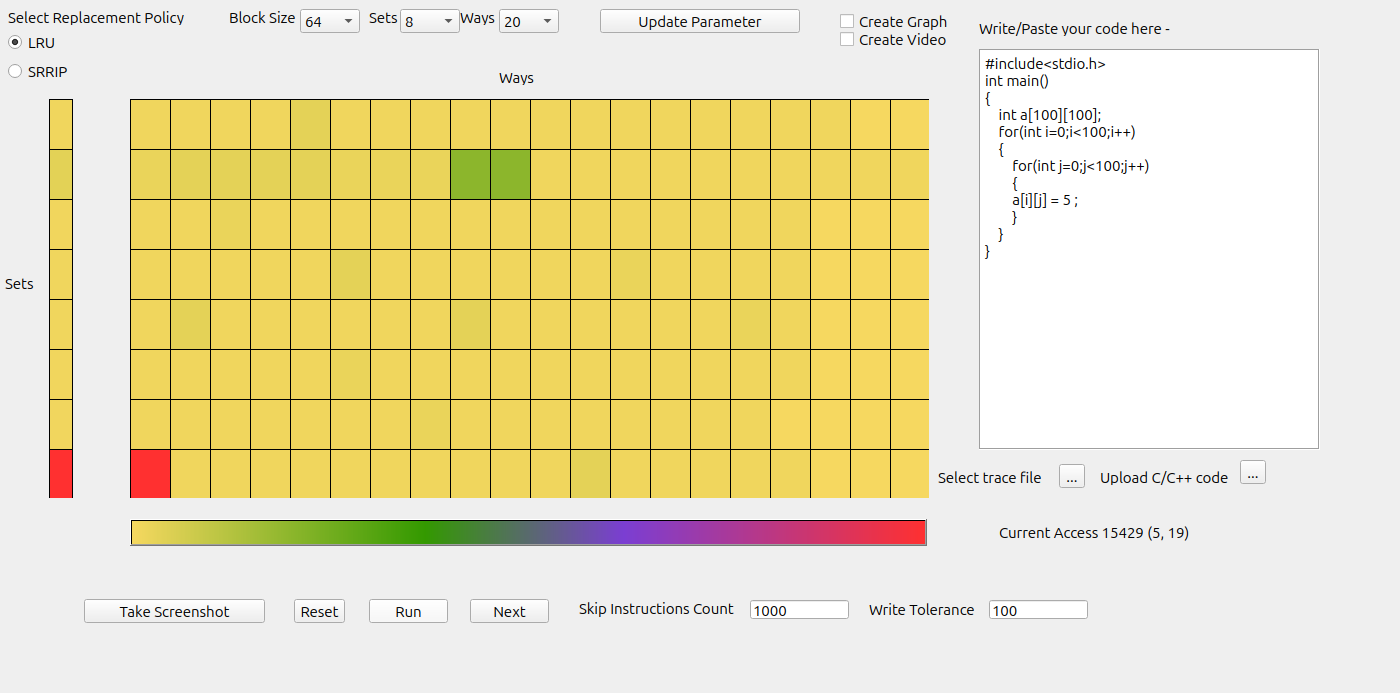 Select Replacement Policy
Block Size 64 Sets 8 Ways 20
Update Parameter
Create Graph
Create Video
LRU
SRRIP
Write/Paste your code here -
#include<stdio.h>
int main()
{
int a[100][100];
for(int i=0;i<100;i++)
{
for(int j=0;j<100;j++)
{
a[i][j] = 5 ;
}
}
}
Ways
Sets
Select trace file ... Upload C/C++ code ...
Current Access 15429 (5, 19)
Take Screenshot Reset Run Next Skip Instructions Count 1000 Write Tolerance 100